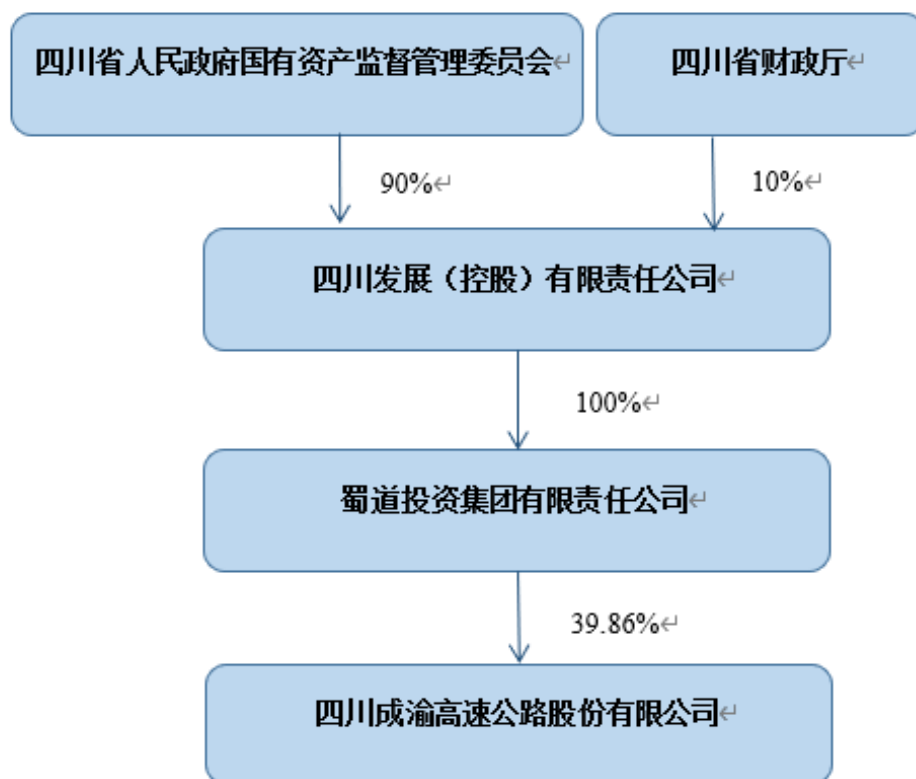 四川省人民政府国有资产监督管理委员会↵
四川省财政厅↵
90%↵
10%↵
四川发展（控股）有限责任公司↵
100%↵
蜀道投资集团有限责任公司↵
39.86%↵
四川成渝高速公路股份有限公司↵